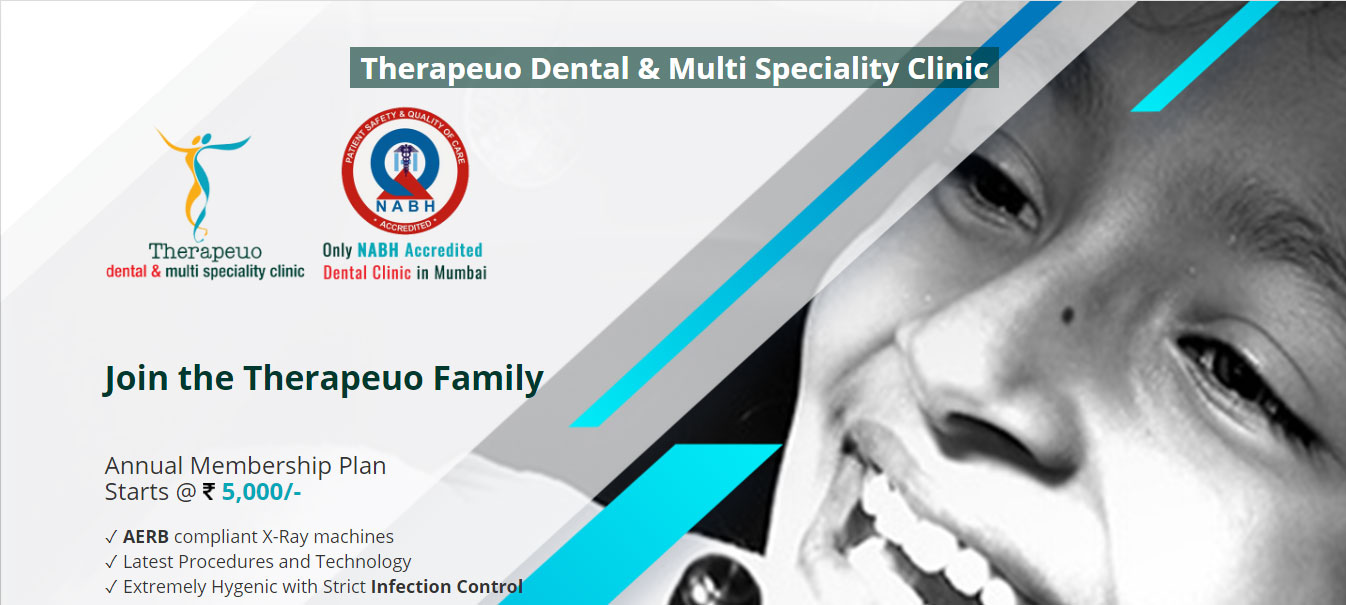 Therapeuo Dental & Multi Speciality Clinic
PATIENT SAFETY & QUALITY OF CARE
NABH
• ACCREDITED •
Therapeuo
dental & multi speciality clinic
Only NABH Accredited
Dental Clinic in Mumbai
Join the Therapeuo Family
Annual Membership Plan
Starts @ ₹ 5,000/-
✓ AERB compliant X-Ray machines
✓ Latest Procedures and Technology
✓ Extremely Hygenic with Strict Infection Control